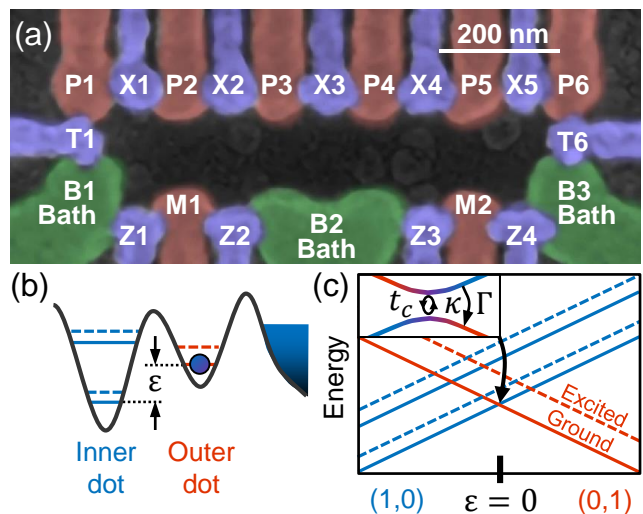 (a)
200 nm
P1 X1 P2 X2 P3 X3 P4 X4 P5 X5 P6
T1 T6
B1
Bath
M1
B2
Bath
M2
B3
Bath
Z1 Z2 Z3 Z4
(b)
ε
Inner
dot
Outer
dot
(c)
t_c κ Γ
Energy
Excited
Ground
(1,0) ε = 0 (0,1)